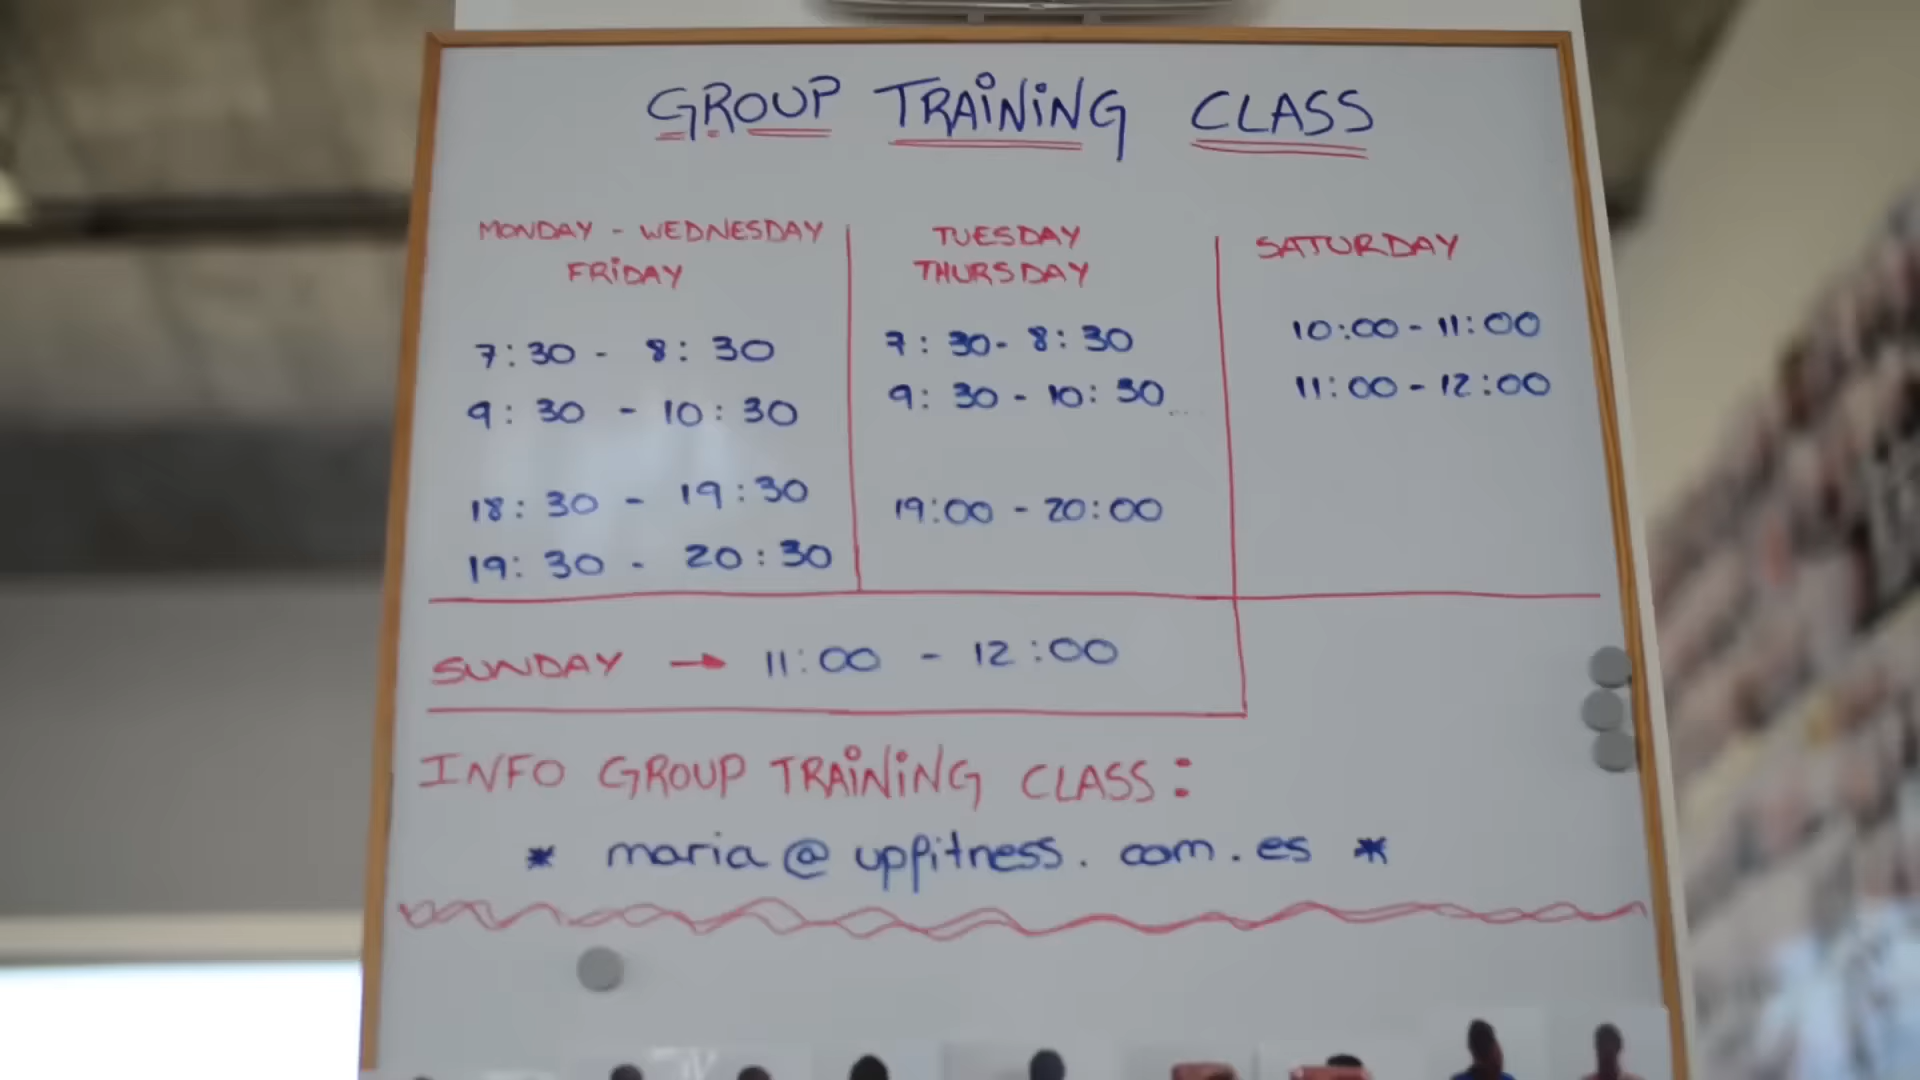 GROUP TRAINING CLASS
MONDAY - WEDNESDAY
FRIDAY
7:30 - 8:30
9:30 - 10:30
18:30 - 19:30
19:30 - 20:30
TUESDAY
THURSDAY
7:30 - 8:30
9:30 - 10:30
19:00 - 20:00
SATURDAY
10:00 - 11:00
11:00 - 12:00
SUNDAY → 11:00 - 12:00
INFO GROUP TRAINING CLASS:
* maria@upfitness.com.es *